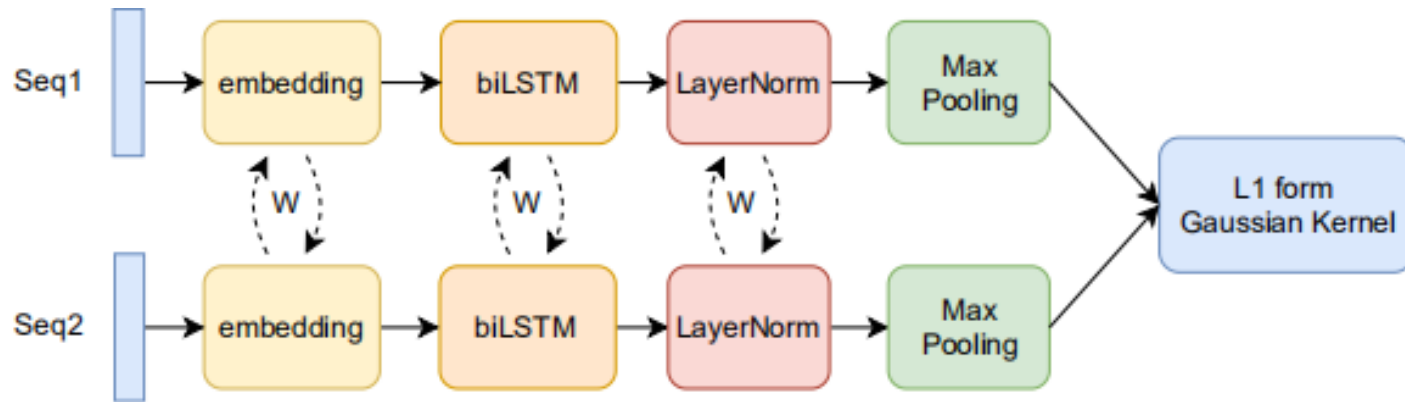 Seq1
embedding
biLSTM
LayerNorm
Max
Pooling
W
W
W
L1 form
Gaussian Kernel
Seq2
embedding
biLSTM
LayerNorm
Max
Pooling